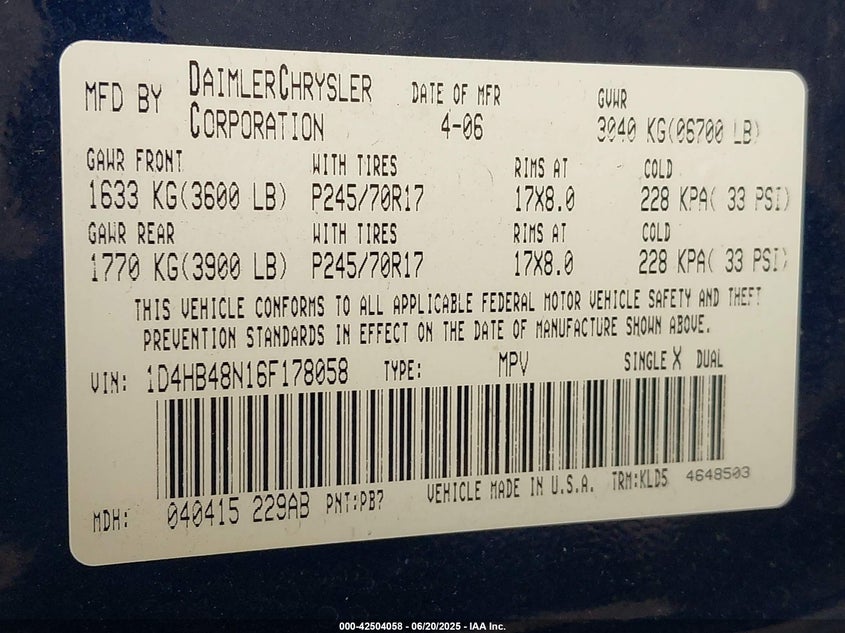 MFD BY DAIMLERCHRYSLER CORPORATION DATE OF MFR 4-06 GVWR 3040 KG(06700 LB)
GAWR FRONT WITH TIRES RIMS AT COLD
1633 KG(3600 LB) P245/70R17 17X8.0 228 KPA( 33 PSI)
GAWR REAR WITH TIRES RIMS AT COLD
1770 KG(3900 LB) P245/70R17 17X8.0 228 KPA( 33 PSI)
THIS VEHICLE CONFORMS TO ALL APPLICABLE FEDERAL MOTOR VEHICLE SAFETY AND THEFT
PREVENTION STANDARDS IN EFFECT ON THE DATE OF MANUFACTURE SHOWN ABOVE.
VIN: 1D4HB48N16F178058 TYPE: MPV SINGLE X DUAL
MDH: 040415 229AB PNT:PB7 VEHICLE MADE IN U.S.A. TRM:KLD5 4648503
000-42504058 - 06/20/2025 - IAA Inc.